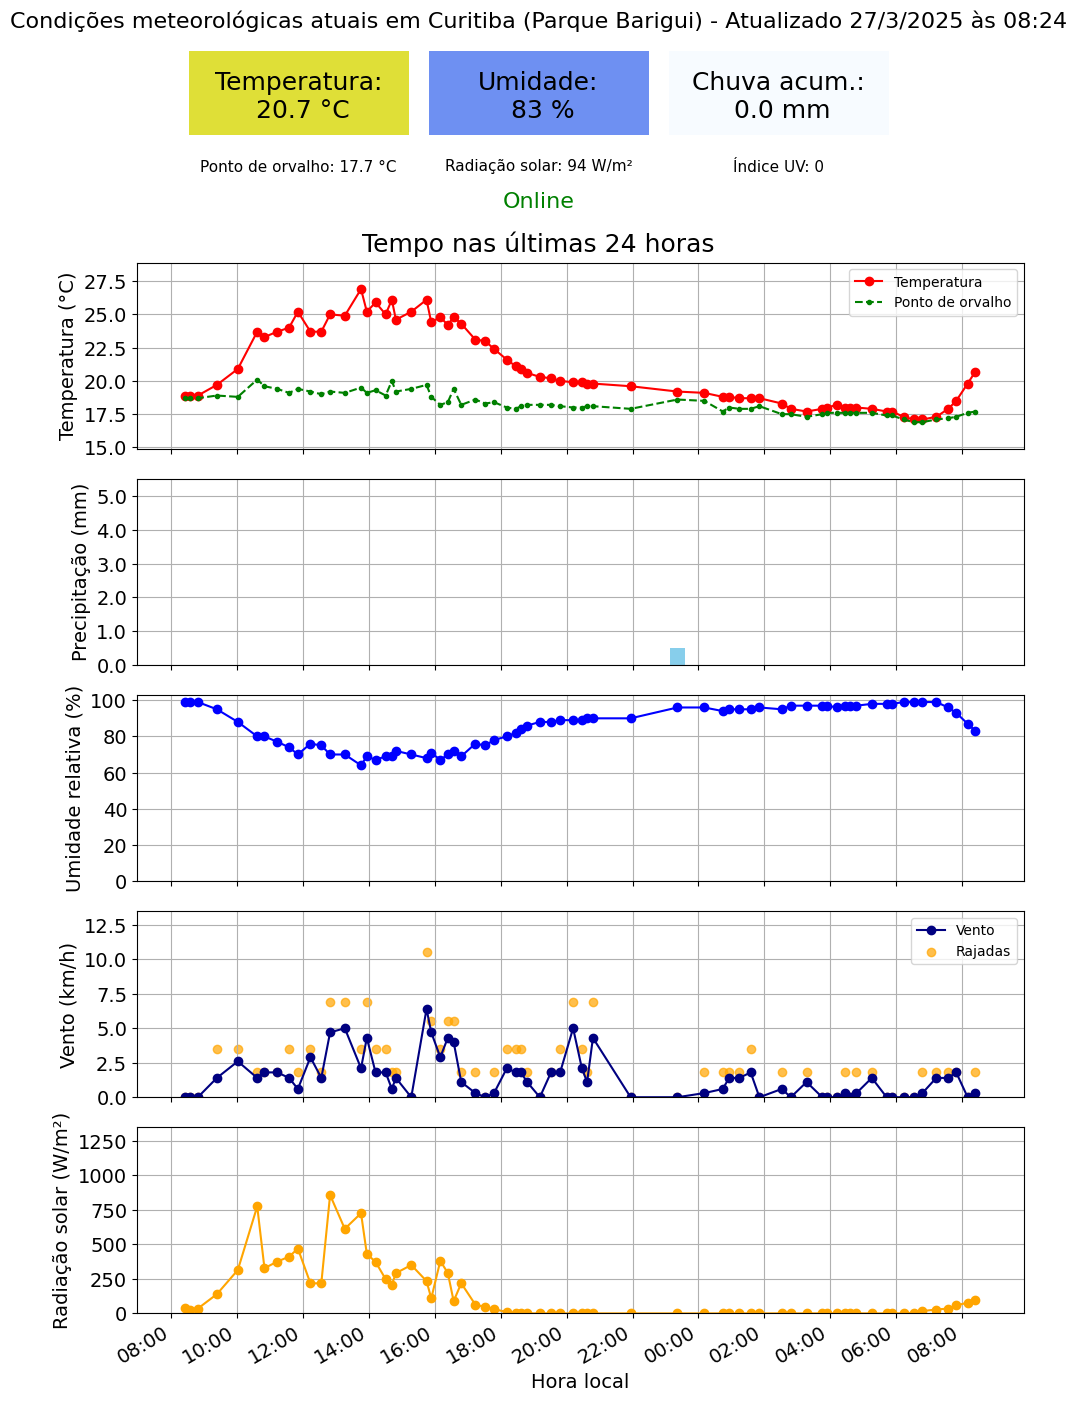 Condições meteorológicas atuais em Curitiba (Parque Barigui) - Atualizado 27/3/2025 às 08:24
Temperatura:
20.7 °C
Umidade:
83 %
Chuva acum.:
0.0 mm
Ponto de orvalho: 17.7 °C
Radiação solar: 94 W/m²
Índice UV: 0
Online
Tempo nas últimas 24 horas
Temperatura (°C)
27.5
25.0
22.5
20.0
17.5
15.0
Temperatura
Ponto de orvalho
Precipitação (mm)
5.0
4.0
3.0
2.0
1.0
0.0
Umidade relativa (%)
100
80
60
40
20
0
Vento (km/h)
12.5
10.0
7.5
5.0
2.5
0.0
Vento
Rajadas
Radiação solar (W/m²)
1250
1000
750
500
250
0
08:00
10:00
12:00
14:00
16:00
18:00
20:00
22:00
00:00
02:00
04:00
06:00
08:00
Hora local